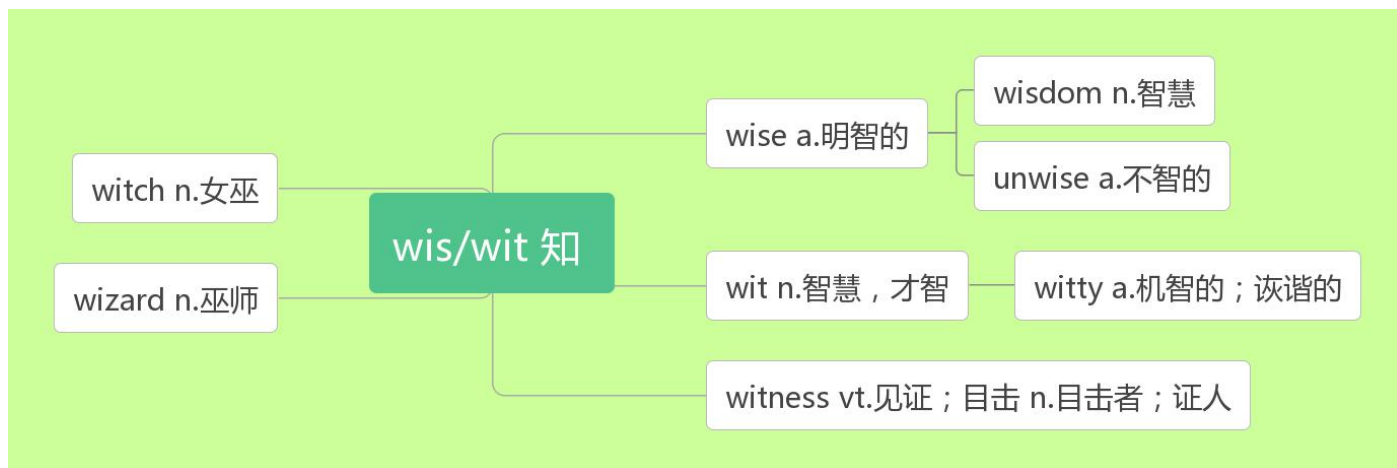 wis/wit 知
witch n.女巫
wizard n.巫师
wise a.明智的
wisdom n.智慧
unwise a.不智的
wit n.智慧，才智
witty a.机智的；诙谐的
witness vt.见证；目击 n.目击者；证人